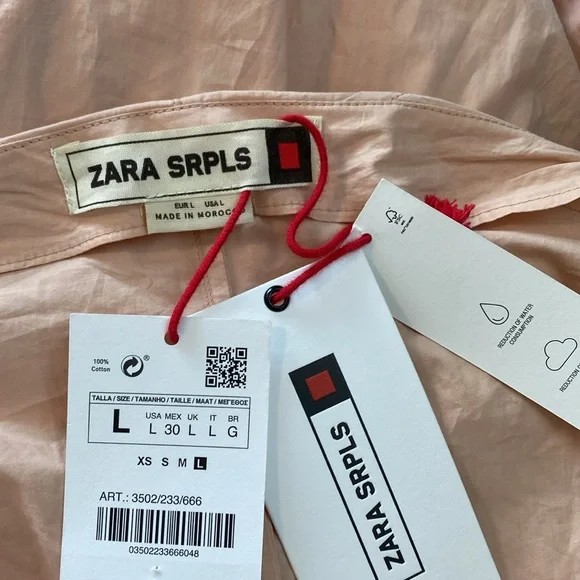 ZARA SRPLS
EUR L USA L
MADE IN MOROCCO
100%
Cotton
TALLA / SIZE / TAMANHO / TAILLE / MAAT / ΜΕΓΕΘΟΣ
USA MEX UK IT BR
L L 30 L L G
XS S M L
ART.: 3502/233/666
03502233666048
ZARA SRPLS
FSC
REDUCTION OF WATER
CONSUMPTION
REDUCTION OF